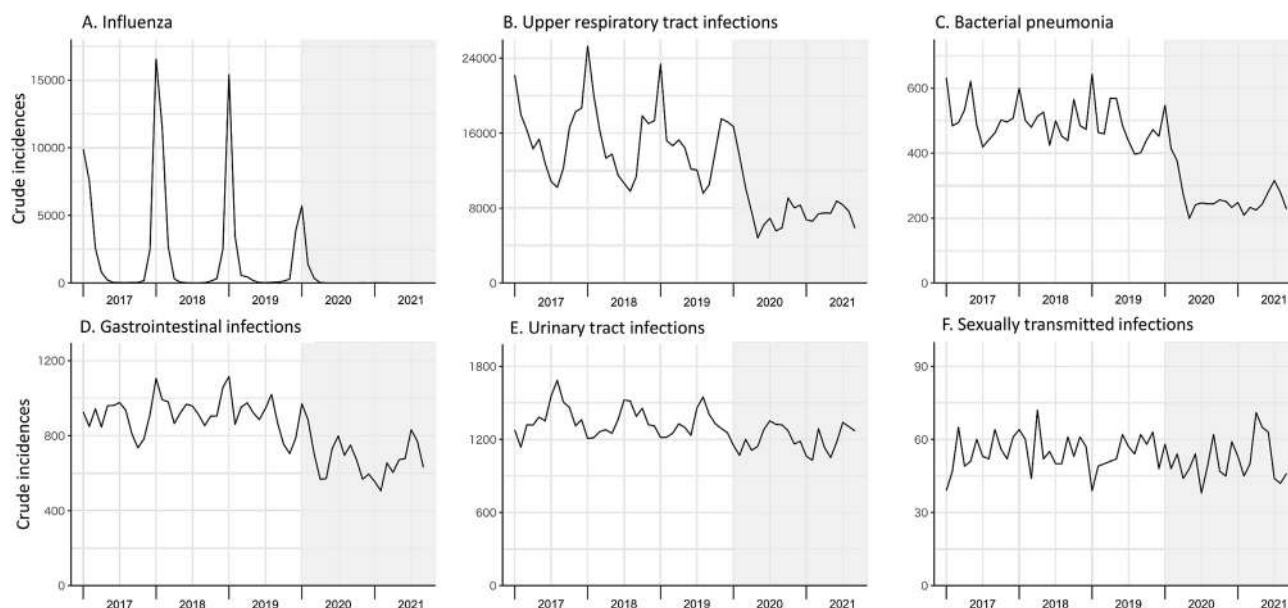 A. Influenza
Crude incidences
15000
10000
5000
0
2017 2018 2019 2020 2021
B. Upper respiratory tract infections
24000
16000
8000
0
2017 2018 2019 2020 2021
C. Bacterial pneumonia
600
400
200
0
2017 2018 2019 2020 2021
D. Gastrointestinal infections
Crude incidences
1200
800
400
0
2017 2018 2019 2020 2021
E. Urinary tract infections
1800
1200
600
0
2017 2018 2019 2020 2021
F. Sexually transmitted infections
90
60
30
0
2017 2018 2019 2020 2021